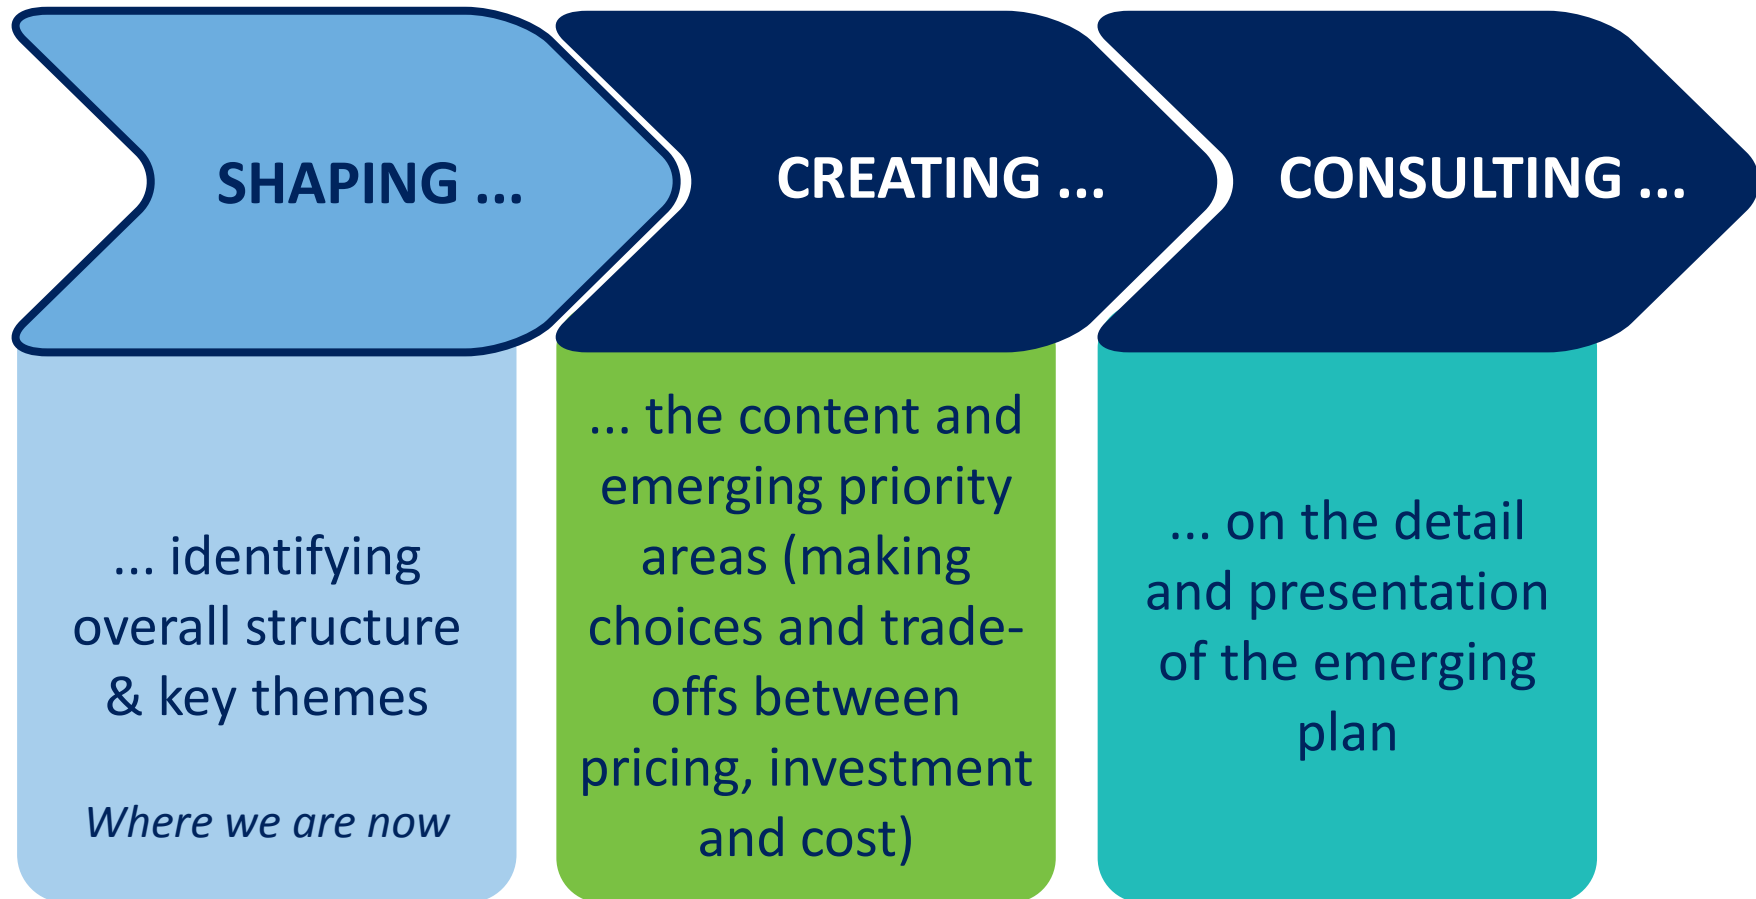 SHAPING ...
CREATING ...
CONSULTING ...
... identifying
overall structure
& key themes
Where we are now
... the content and
emerging priority
areas (making
choices and trade-
offs between
pricing, investment
and cost)
... on the detail
and presentation
of the emerging
plan